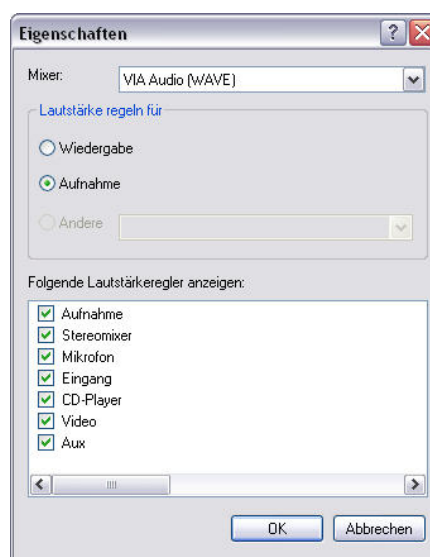 Eigenschaften
Mixer: VIA Audio (WAVE)
Lautstärke regeln für
Wiedergabe
Aufnahme
Andere
Folgende Lautstärkeregler anzeigen:
Aufnahme
Stereomixer
Mikrofon
Eingang
CD-Player
Video
Aux
OK Abbrechen